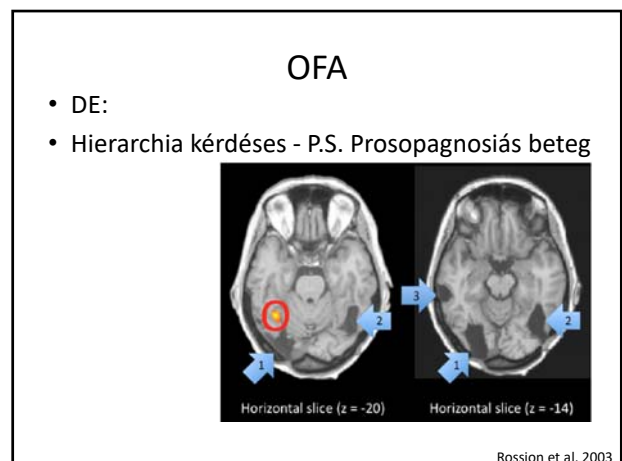 OFA
• DE:
• Hierarchia kérdéses - P.S. Prosopagnosiás beteg
3
2
2
1
1
Horizontal slice (z = -20)
Horizontal slice (z = -14)
Rossion et al. 2003